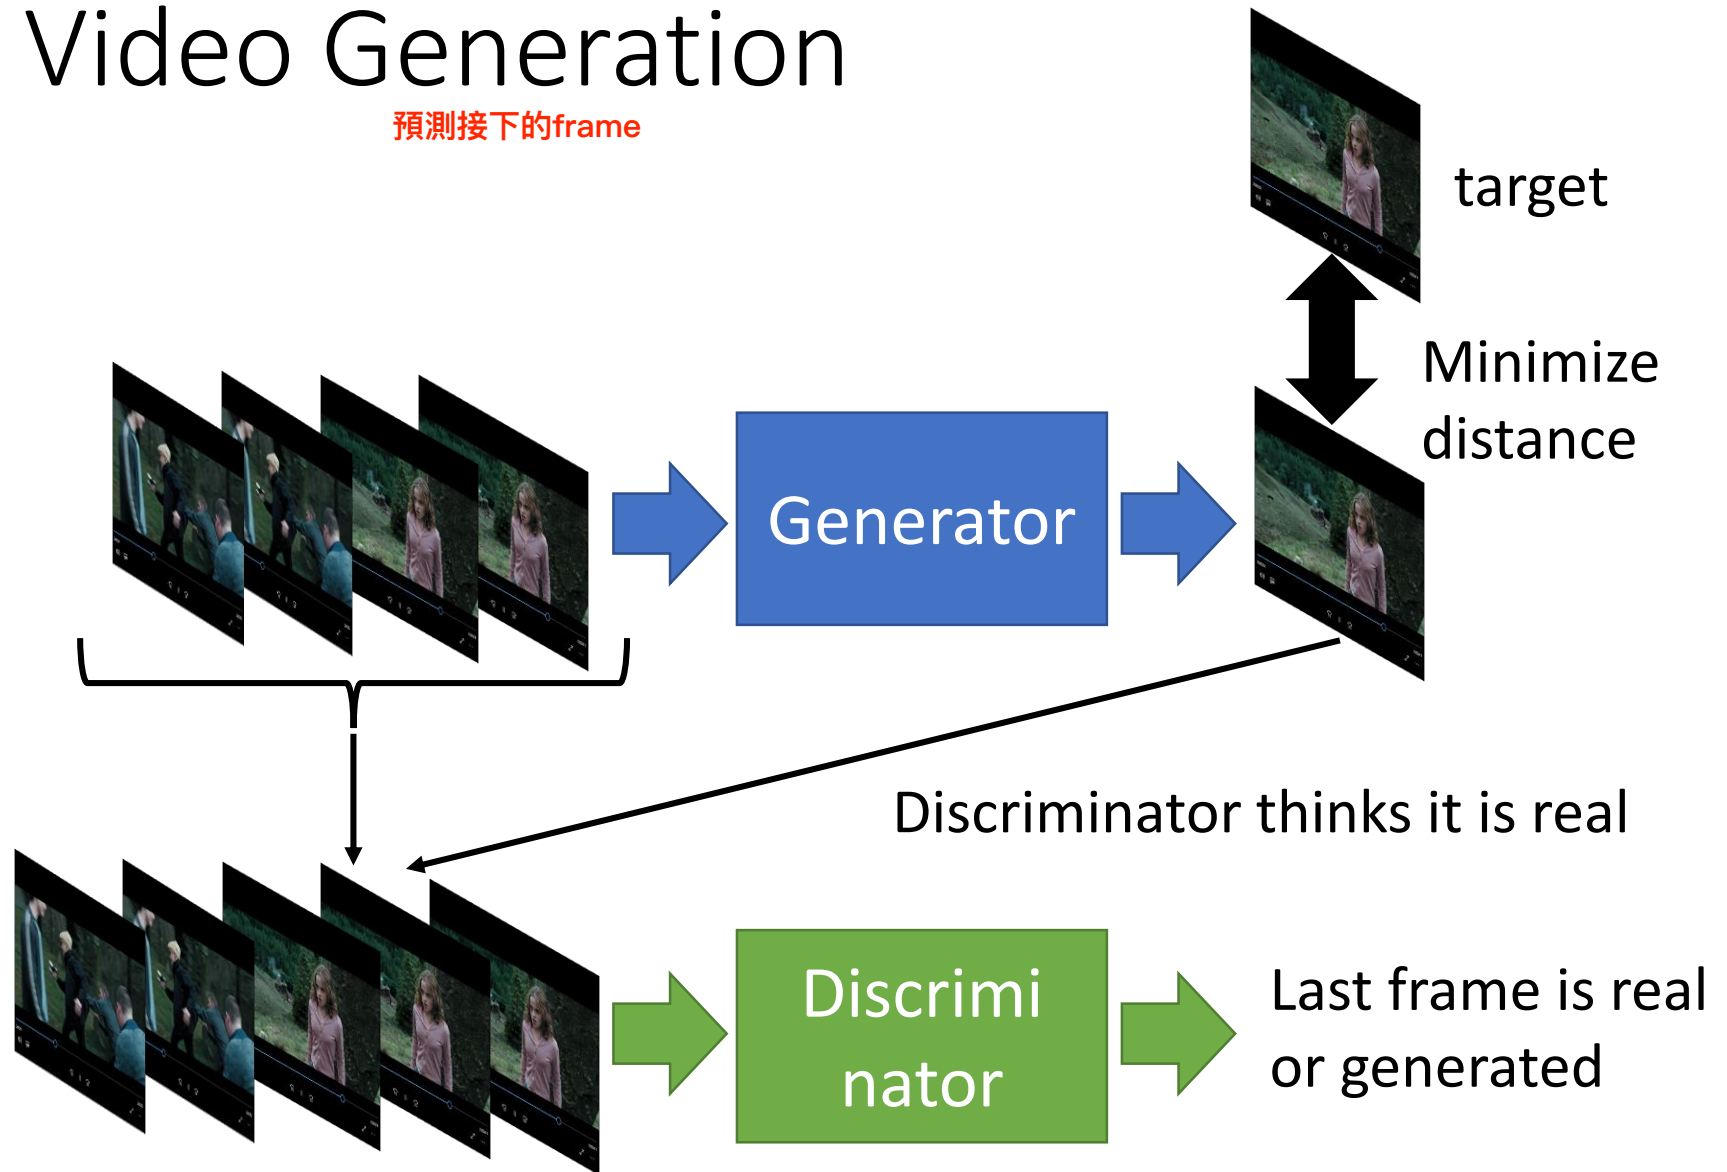 Video Generation
預測接下的frame
target
Minimize
distance
Generator
Discriminator thinks it is real
Discrimi
nator
Last frame is real
or generated